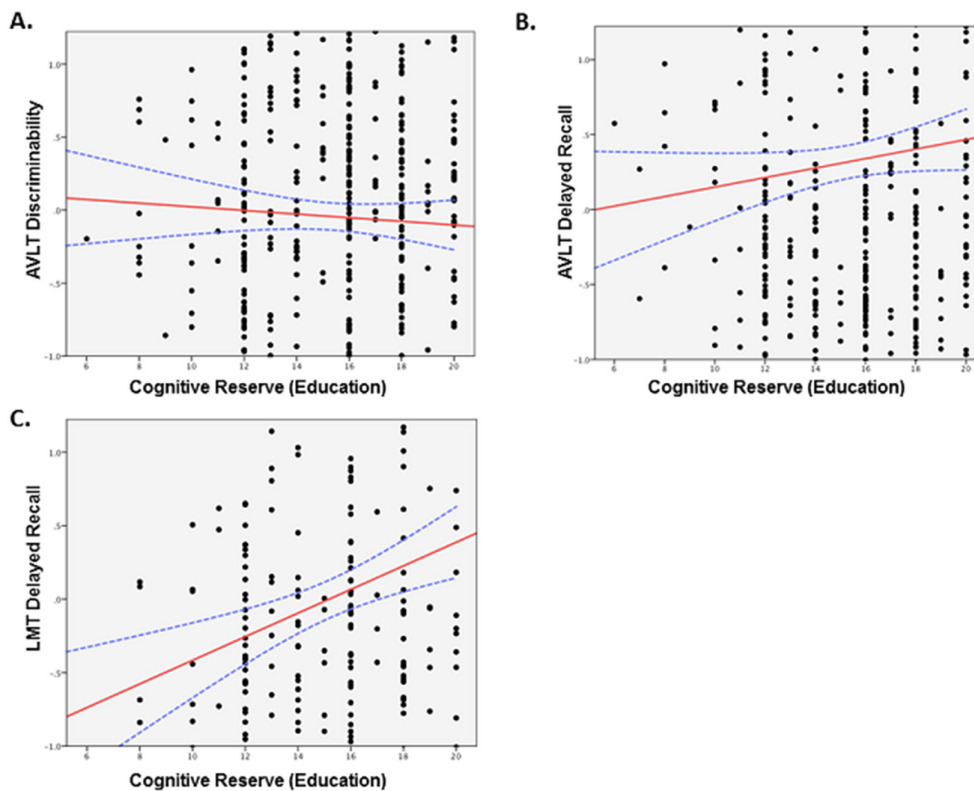 A.
AVLT Discriminability
1.0
.5
.0
-.5
-1.0
6 8 10 12 14 16 18 20
Cognitive Reserve (Education)
B.
AVLT Delayed Recall
1.0
.5
.0
-.5
-1.0
6 8 10 12 14 16 18 20
Cognitive Reserve (Education)
C.
LMT Delayed Recall
1.0
.5
.0
-.5
-1.0
6 8 10 12 14 16 18 20
Cognitive Reserve (Education)